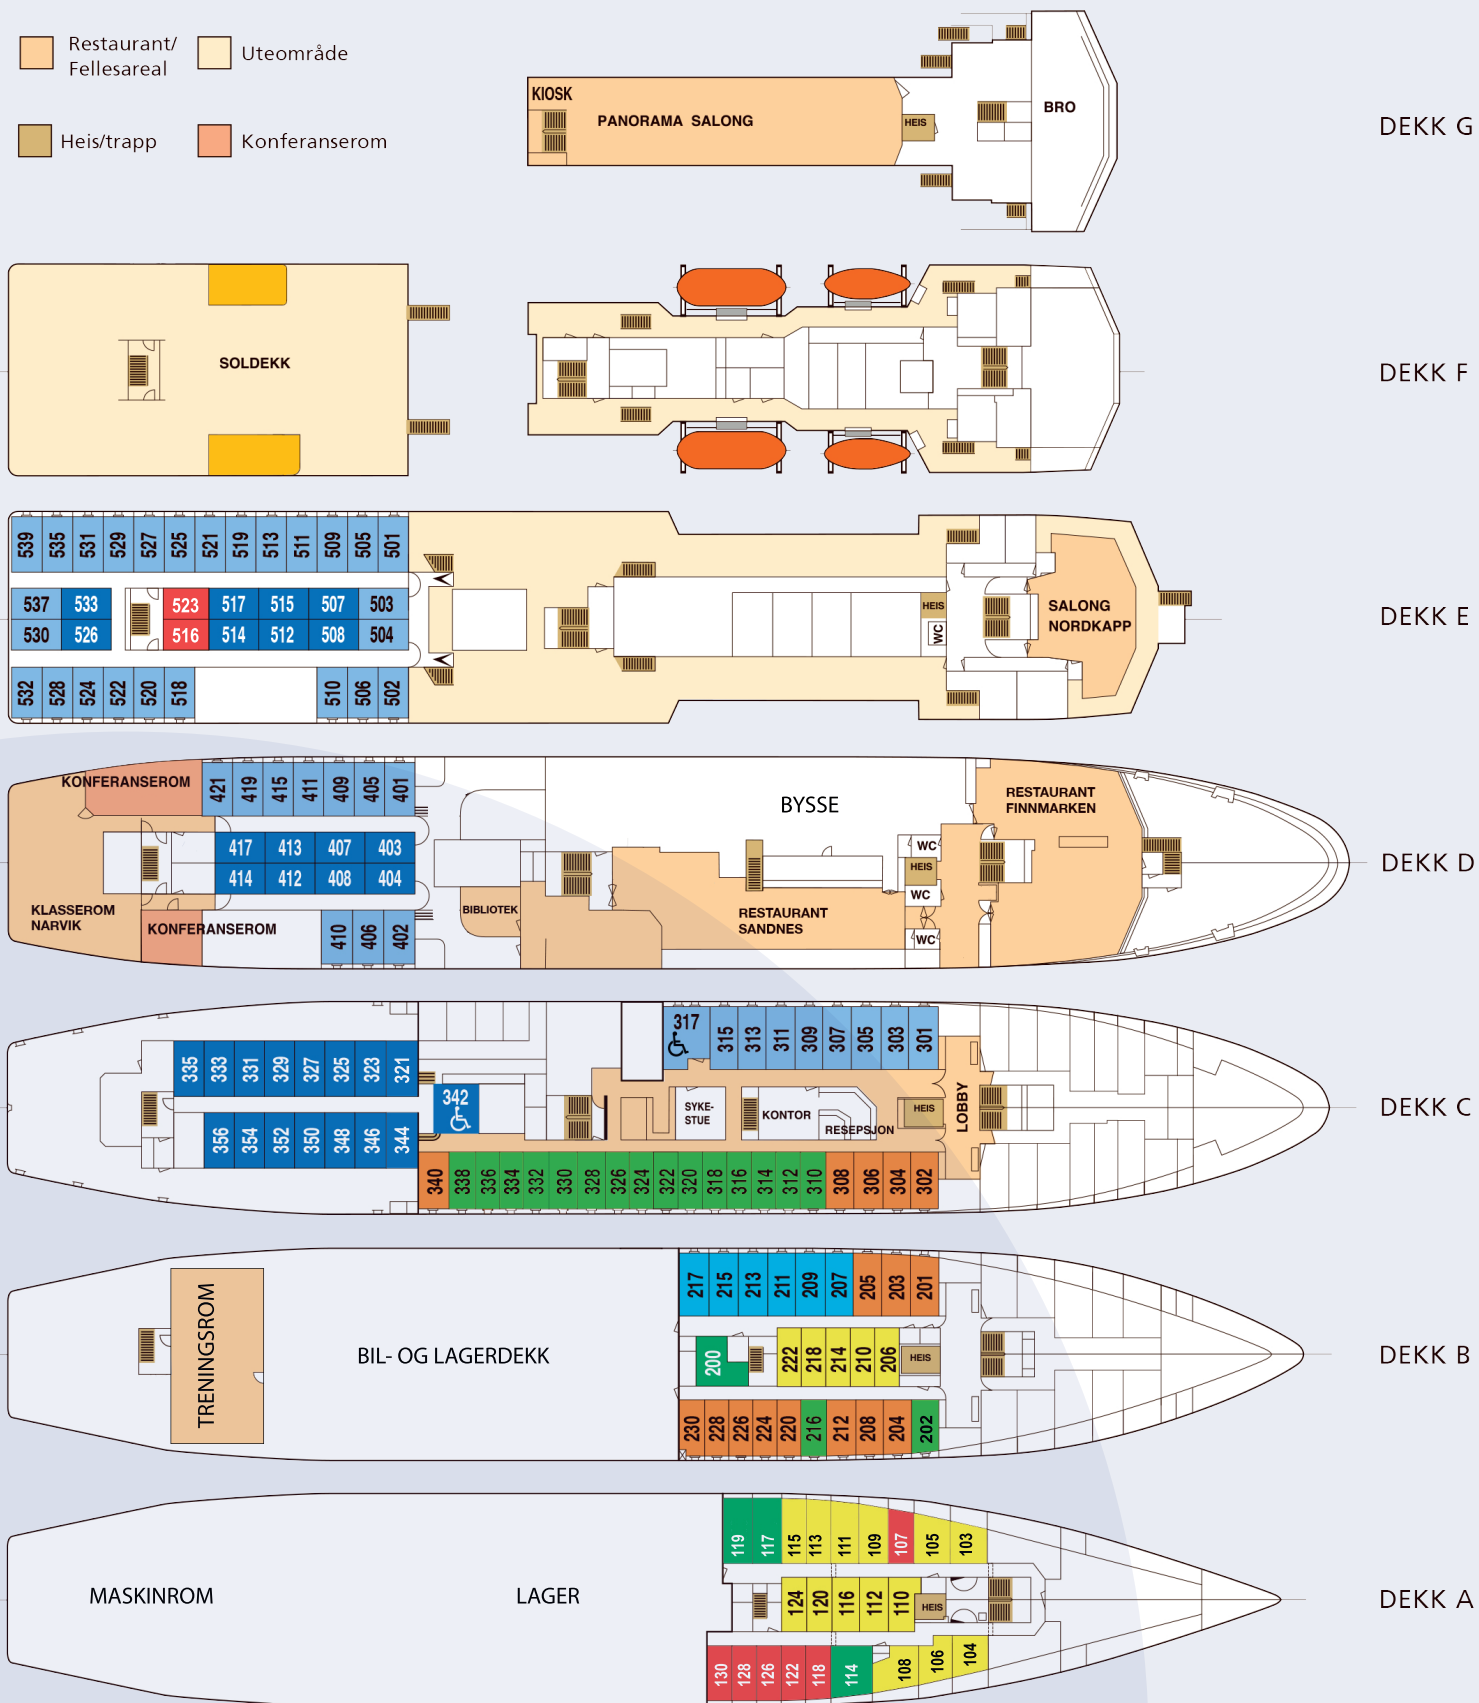 Restaurant/
Fellesareal
Uteområde
Heis/trapp
Konferanserom
KIOSK
PANORAMA SALONG
HEIS
BRO
DEKK G
SOLDEKK
DEKK F
539 535 531 529 527 525 521 519 513 511 509 505 501
537 533 523 517 515 507 503
530 526 516 514 512 508 504
532 528 524 522 520 518 510 506 502
HEIS
WC
SALONG
NORDKAPP
DEKK E
KONFERANSEROM
421 419 415 411 409 405 401
417 413 407 403
414 412 408 404
KLASSEROM
NARVIK
KONFERANSEROM
410 406 402
BIBLIOTEK
BYSSE
RESTAURANT
SANDNES
WC
HEIS
WC
WC
RESTAURANT
FINNMARKEN
DEKK D
317 315 313 311 309 307 305 303 301
335 333 331 329 327 325 323 321
342
356 354 352 350 348 346 344
SYKE-
STUE
KONTOR
RESEPSJON
HEIS
LOBBY
340 338 336 334 332 330 328 326 324 322 320 318 316 314 312 310 308 306 304 302
DEKK C
TRENINGSROM
BIL- OG LAGERDEKK
217 215 213 211 209 207 205 203 201
200 222 218 214 210 206
HEIS
230 228 226 224 220 216 212 208 204 202
DEKK B
MASKINROM
LAGER
119 117 115 113 111 109 107 105 103
124 120 116 112 110
HEIS
130 128 126 122 118 114 108 106 104
DEKK A